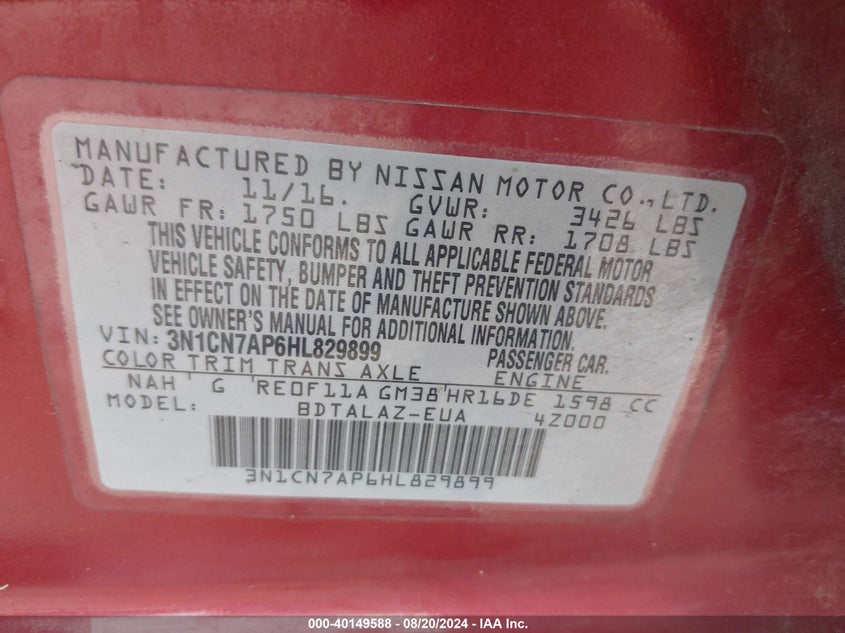 MANUFACTURED BY NISSAN MOTOR CO., LTD.
DATE: 11/16. GVWR: 3426 LBS
GAWR FR: 1750 LBS GAWR RR: 1708 LBS
THIS VEHICLE CONFORMS TO ALL APPLICABLE FEDERAL MOTOR
VEHICLE SAFETY, BUMPER AND THEFT PREVENTION STANDARDS
IN EFFECT ON THE DATE OF MANUFACTURE SHOWN ABOVE.
SEE OWNER'S MANUAL FOR ADDITIONAL INFORMATION.
VIN: 3N1CN7AP6HL829899 PASSENGER CAR.
COLOR TRIM TRANS AXLE ENGINE
NAH ' G ' RE0F11A GM38 ' HR16DE 1598 CC
MODEL: BDTALAZ-EUA 4Z000
3N1CN7AP6HL829899
000-40149588 - 08/20/2024 - IAA Inc.